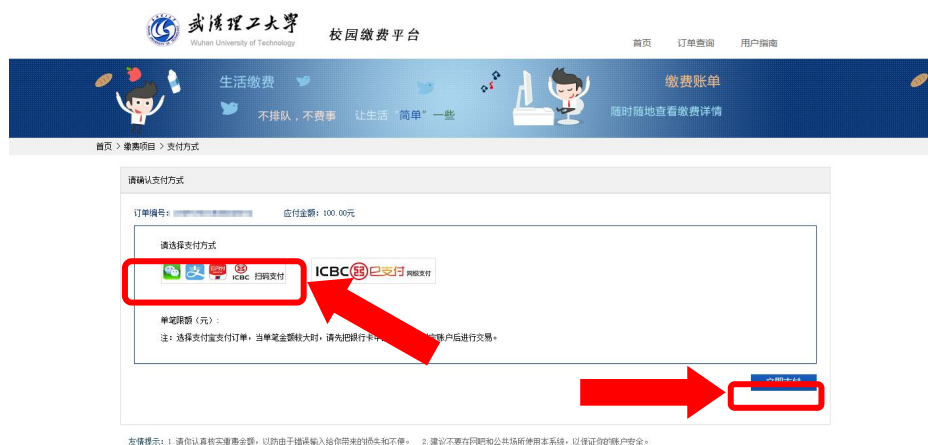 武汉理工大学
Wuhan University of Technology
校园缴费平台
首页 订单查询 用户指南
生活缴费
不排队，不费事 让生活“简单”一些
缴费账单
随时随地查看缴费详情
首页 > 缴费项目 > 支付方式
请确认支付方式
订单编号： 应付金额：100.00元
请选择支付方式
ICBC 扫码支付 ICBC e支付 网银支付
单笔限额（元）：
注：选择支付宝支付订单，当单笔金额较大时，请先把银行卡 账户后进行交易。
立即支付
友情提示：1.请你认真核实缴费金额，以防由于错误输入给你带来的损失和不便。 2.建议不要在网吧和公共场所使用本系统，以保证你的账户安全。